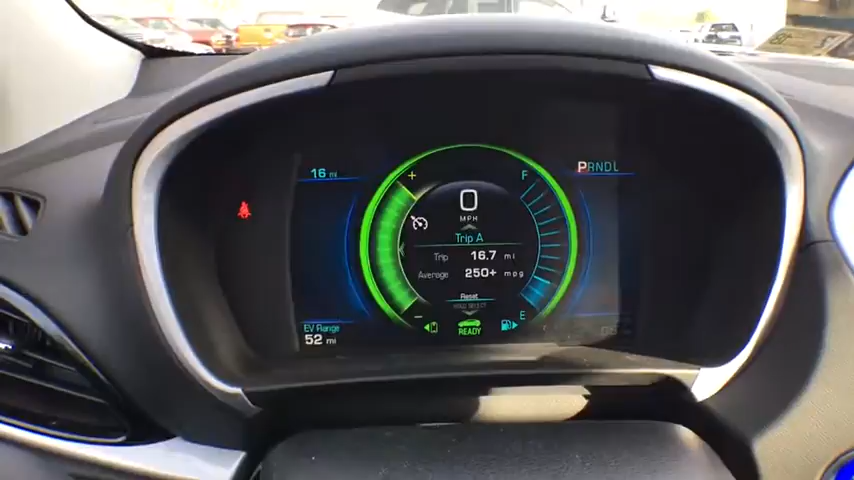 16 mi
+
F
PRNDL
0
MPH
Trip A
Trip 16.7 mi
Average 250+ mpg
Reset
HOLD SELECT
-
E
EV Range
52 mi
READY